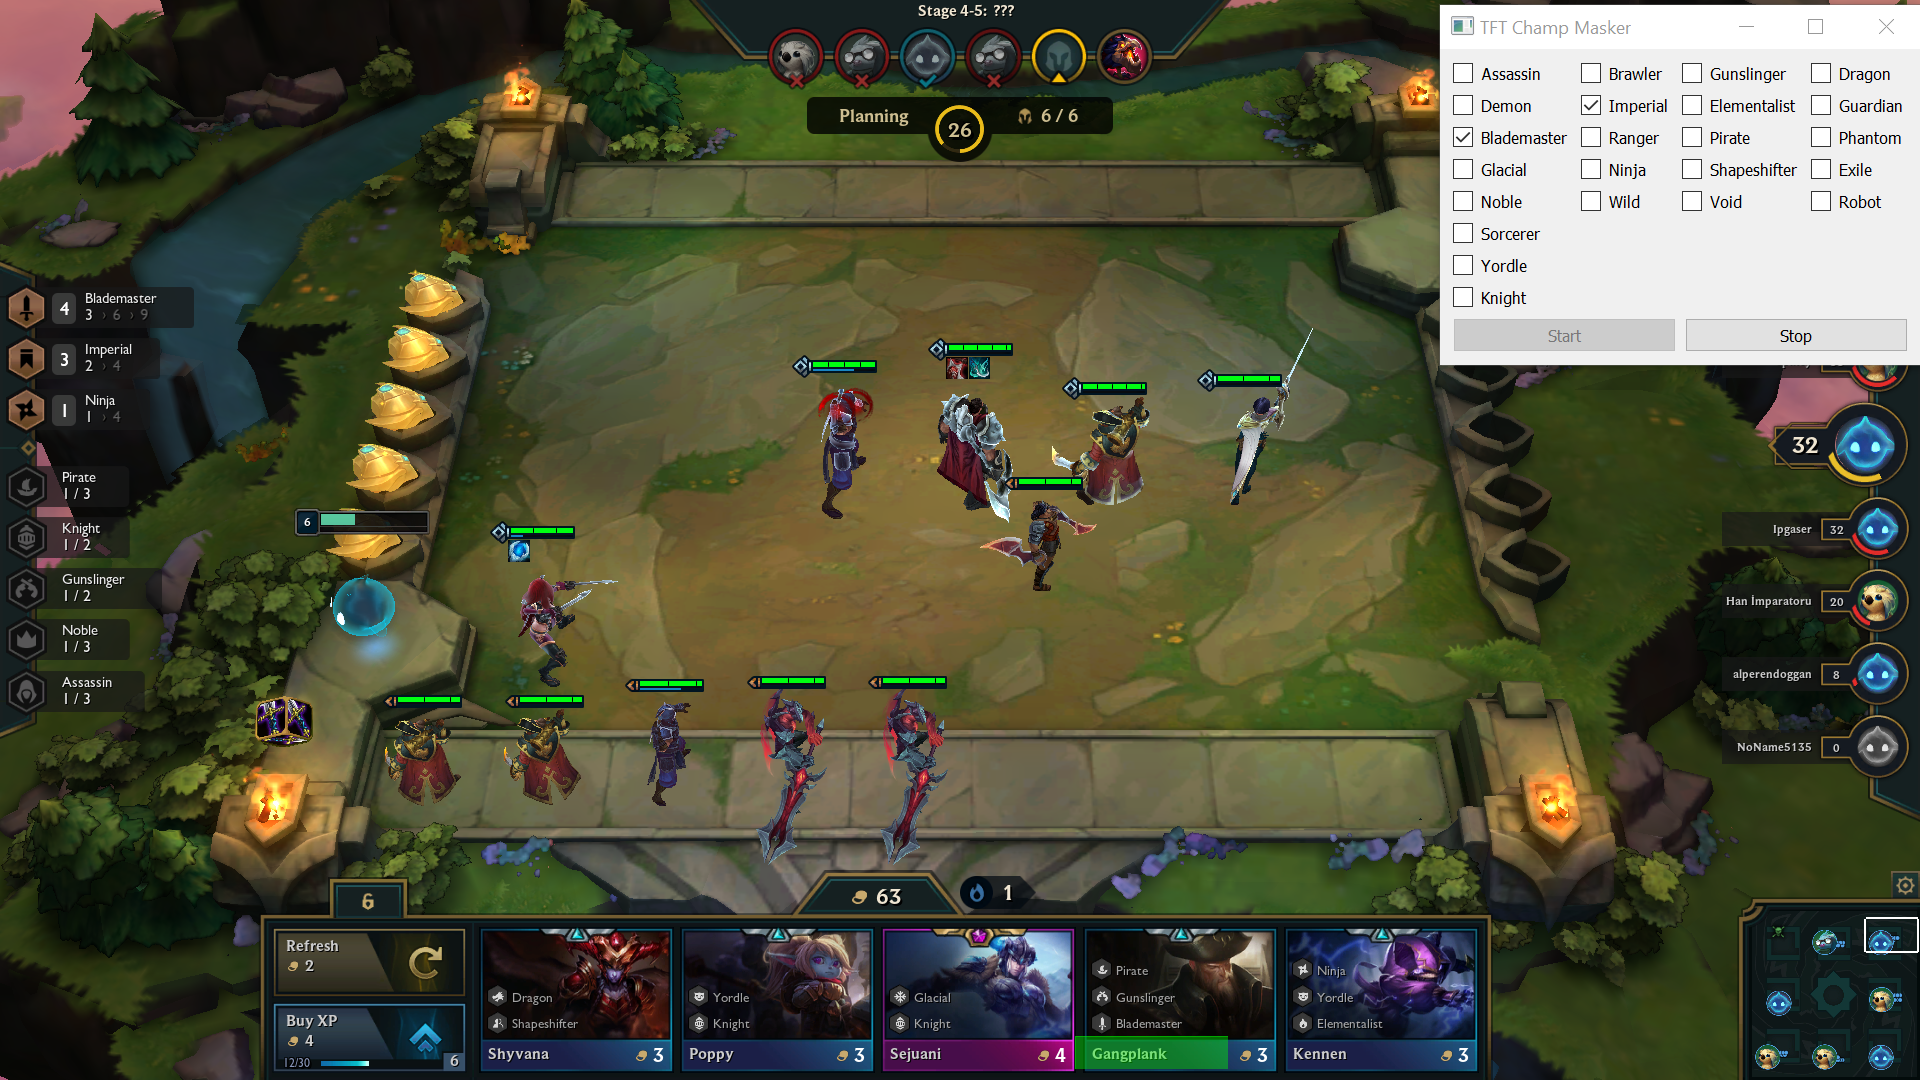 Stage 4-5: ???
Planning
26
6 / 6
TFT Champ Masker
Assassin
Brawler
Gunslinger
Dragon
Demon
Imperial
Elementalist
Guardian
Blademaster
Ranger
Pirate
Phantom
Glacial
Ninja
Shapeshifter
Exile
Noble
Wild
Void
Robot
Sorcerer
Yordle
Knight
Start
Stop
4
Blademaster
3 › 6 › 9
3
Imperial
2 › 4
1
Ninja
1 › 4
Pirate
1 / 3
Knight
1 / 2
Gunslinger
1 / 2
Noble
1 / 3
Assassin
1 / 3
6
32
Ipgaser
32
Han İmparatoru
20
alperendoggan
8
NoName5135
0
6
63
1
Refresh
2
Buy XP
4
12/30
6
Dragon
Shapeshifter
Shyvana
3
Yordle
Knight
Poppy
3
Glacial
Knight
Sejuani
4
Pirate
Gunslinger
Blademaster
Gangplank
3
Ninja
Yordle
Elementalist
Kennen
3